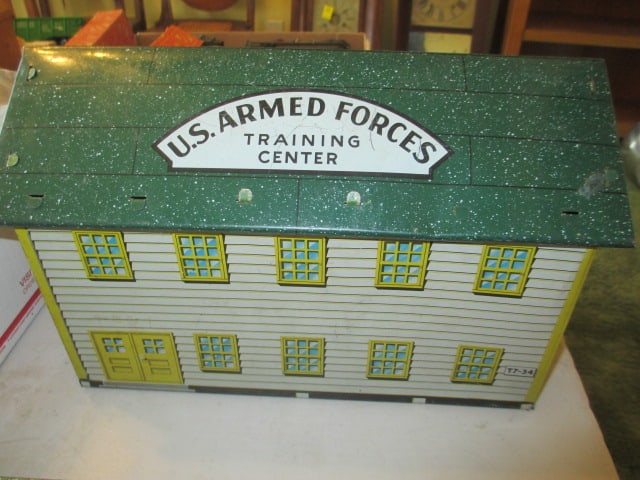 U.S. ARMED FORCES
TRAINING
CENTER
T7-34